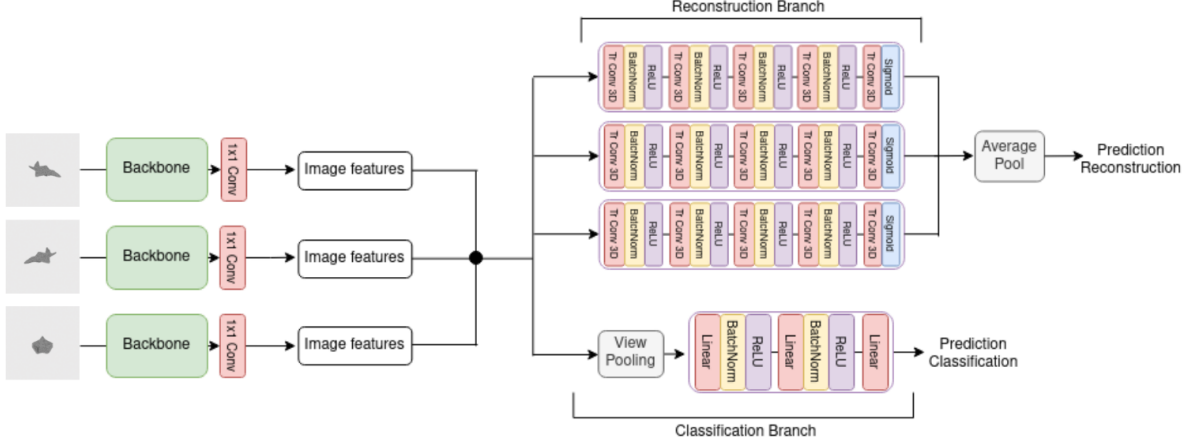 Reconstruction Branch
Tr Conv 3D BatchNorm ReLU Tr Conv 3D BatchNorm ReLU Tr Conv 3D BatchNorm ReLU Tr Conv 3D BatchNorm ReLU Tr Conv 3D Sigmoid
Backbone 1x1 Conv Image features
Tr Conv 3D BatchNorm ReLU Tr Conv 3D BatchNorm ReLU Tr Conv 3D BatchNorm ReLU Tr Conv 3D BatchNorm ReLU Tr Conv 3D Sigmoid
Average
Pool
Prediction
Reconstruction
Backbone 1x1 Conv Image features
Tr Conv 3D BatchNorm ReLU Tr Conv 3D BatchNorm ReLU Tr Conv 3D BatchNorm ReLU Tr Conv 3D BatchNorm ReLU Tr Conv 3D Sigmoid
Backbone 1x1 Conv Image features
View
Pooling
Linear BatchNorm ReLU Linear BatchNorm ReLU Linear
Prediction
Classification
Classification Branch